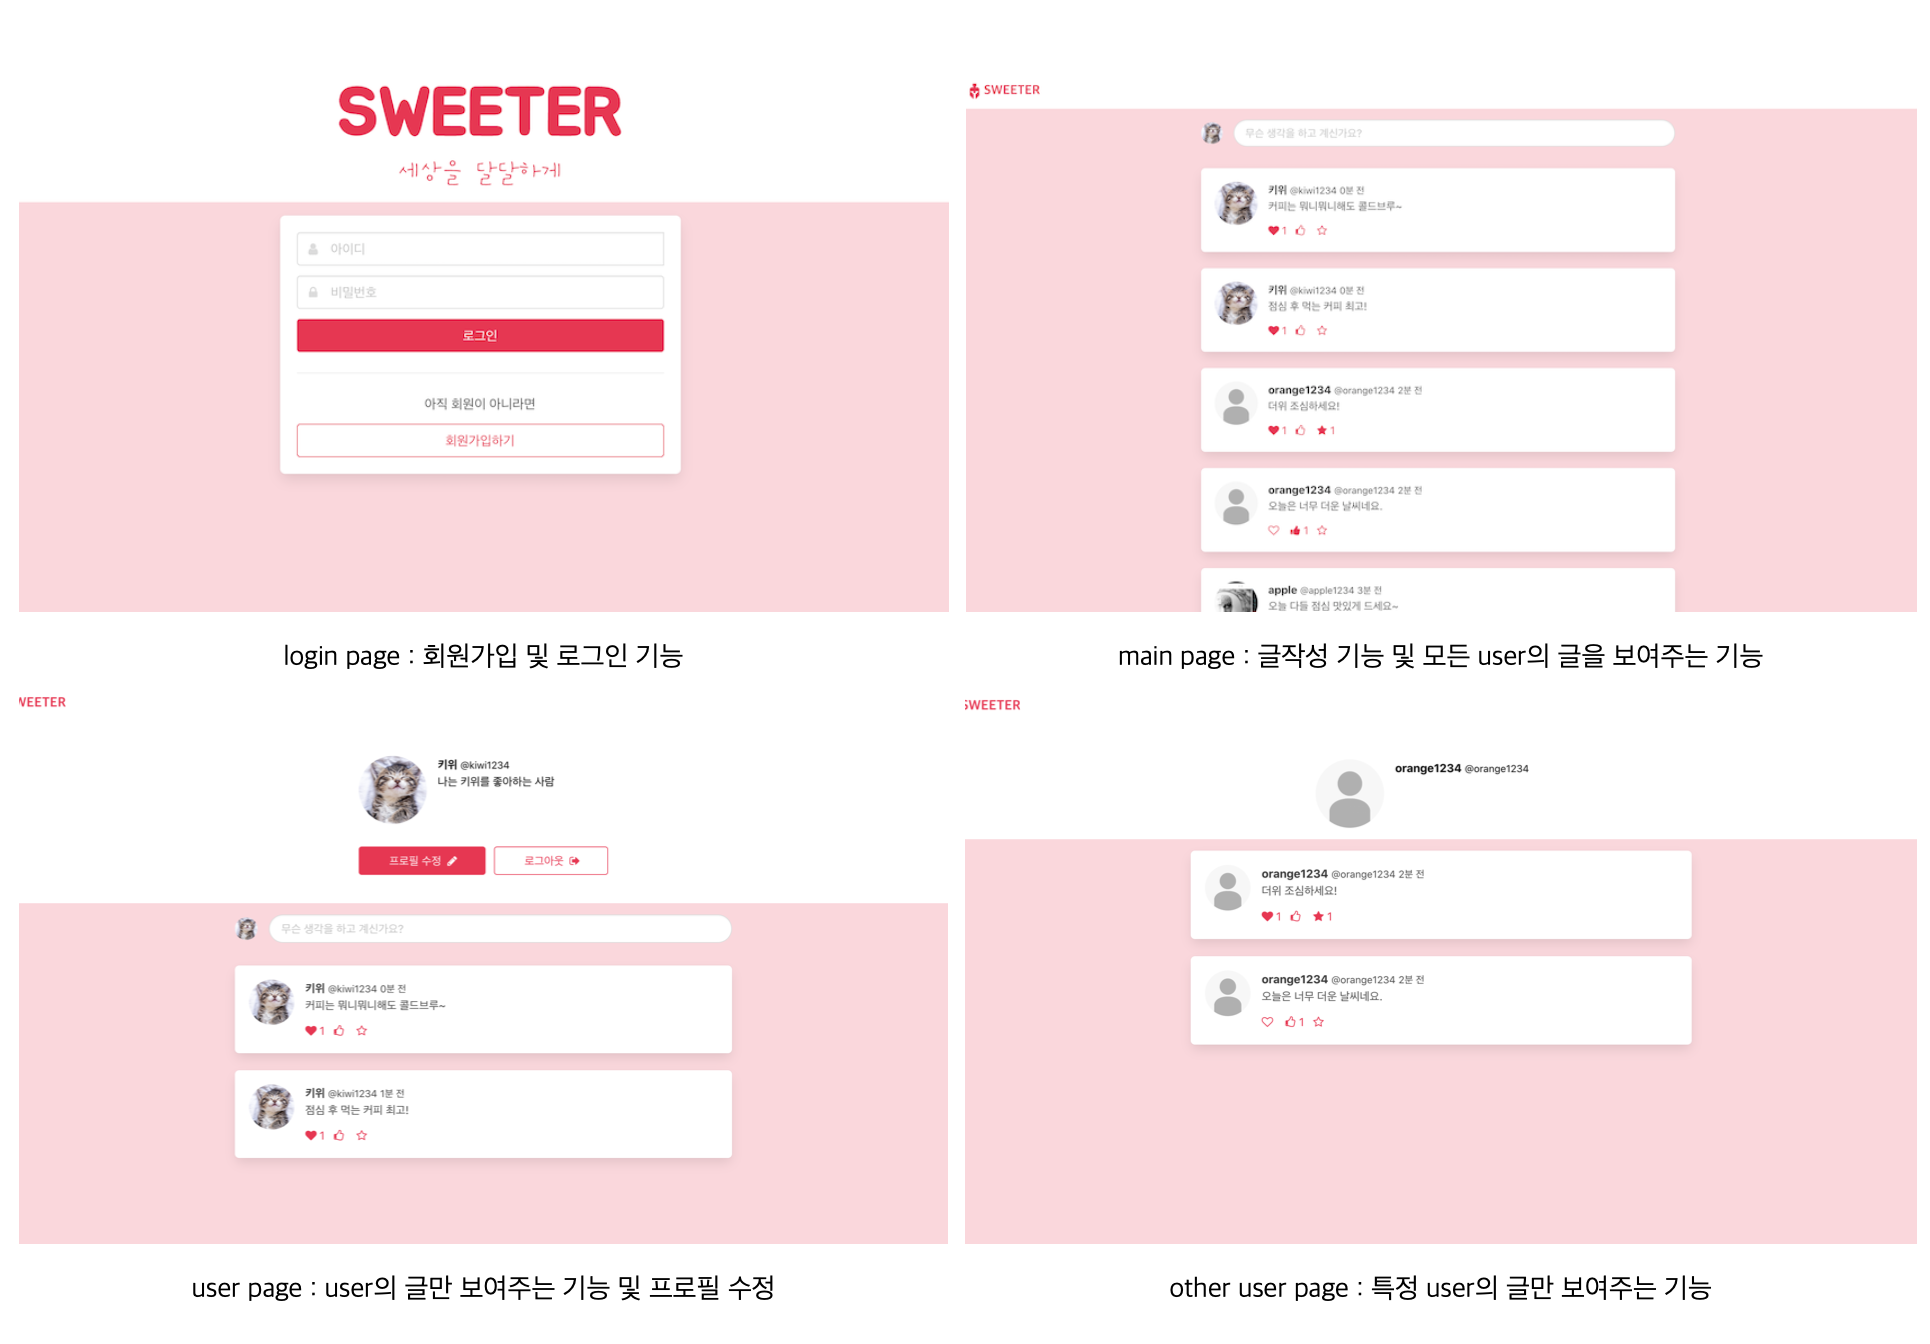 SWEETER
세상을 달달하게
아이디
비밀번호
로그인
아직 회원이 아니라면
회원가입하기
login page : 회원가입 및 로그인 기능
SWEETER
무슨 생각을 하고 계신가요?
키위 @kiwi1234 0분 전
커피는 뭐니뭐니해도 콜드브루~
1
키위 @kiwi1234 0분 전
점심 후 먹는 커피 최고!
1
orange1234 @orange1234 2분 전
더위 조심하세요!
1 1
orange1234 @orange1234 2분 전
오늘은 너무 더운 날씨네요.
1
apple @apple1234 3분 전
오늘 다들 점심 맛있게 드세요~
main page : 글작성 기능 및 모든 user의 글을 보여주는 기능
WEETER
키위 @kiwi1234
나는 키위를 좋아하는 사람
프로필 수정
로그아웃
무슨 생각을 하고 계신가요?
키위 @kiwi1234 0분 전
커피는 뭐니뭐니해도 콜드브루~
1
키위 @kiwi1234 1분 전
점심 후 먹는 커피 최고!
1
user page : user의 글만 보여주는 기능 및 프로필 수정
SWEETER
orange1234 @orange1234
orange1234 @orange1234 2분 전
더위 조심하세요!
1 1
orange1234 @orange1234 2분 전
오늘은 너무 더운 날씨네요.
1
other user page : 특정 user의 글만 보여주는 기능